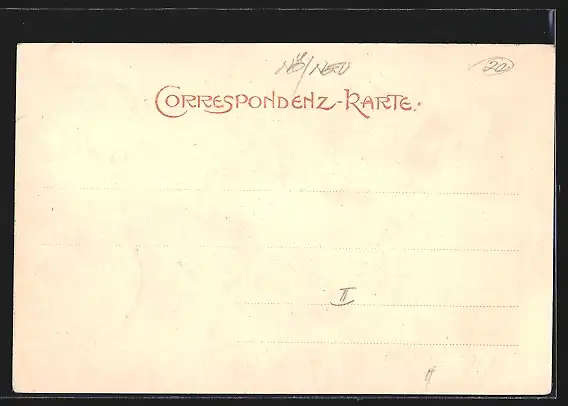 NÖ/NEU
20.
CORRESPONDENZ-KARTE.
II